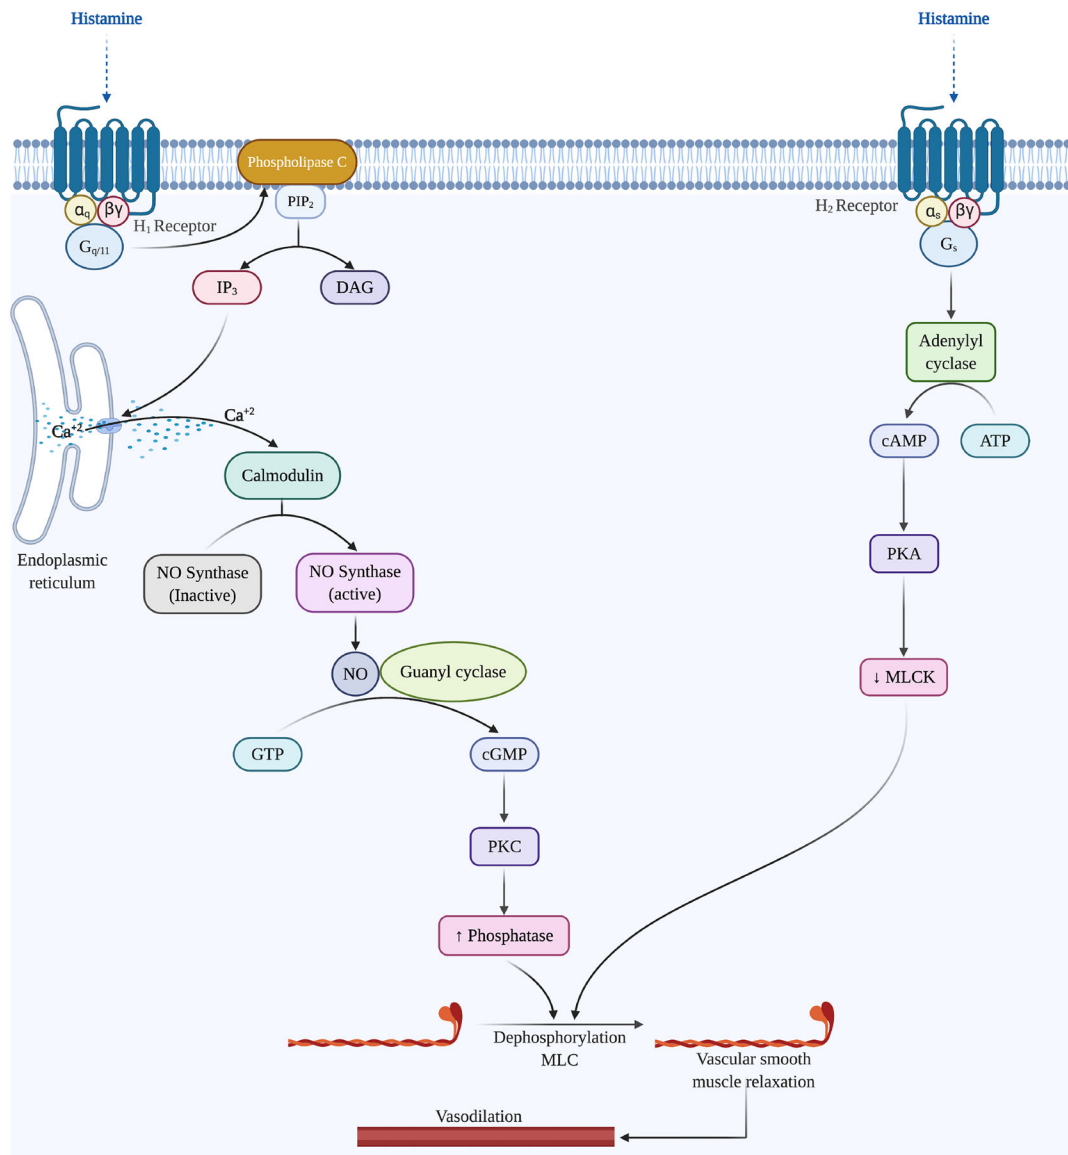 Histamine
Histamine
Phospholipase C
PIP₂
αq
βγ
H₁ Receptor
Gq/11
H₂ Receptor
αs
βγ
Gs
IP₃
DAG
Adenylyl
cyclase
Ca⁺²
Ca⁺²
cAMP
ATP
Calmodulin
Endoplasmic
reticulum
NO Synthase
(Inactive)
NO Synthase
(active)
PKA
NO
Guanyl cyclase
↓ MLCK
GTP
cGMP
PKC
↑ Phosphatase
Dephosphorylation
MLC
Vascular smooth
muscle relaxation
Vasodilation